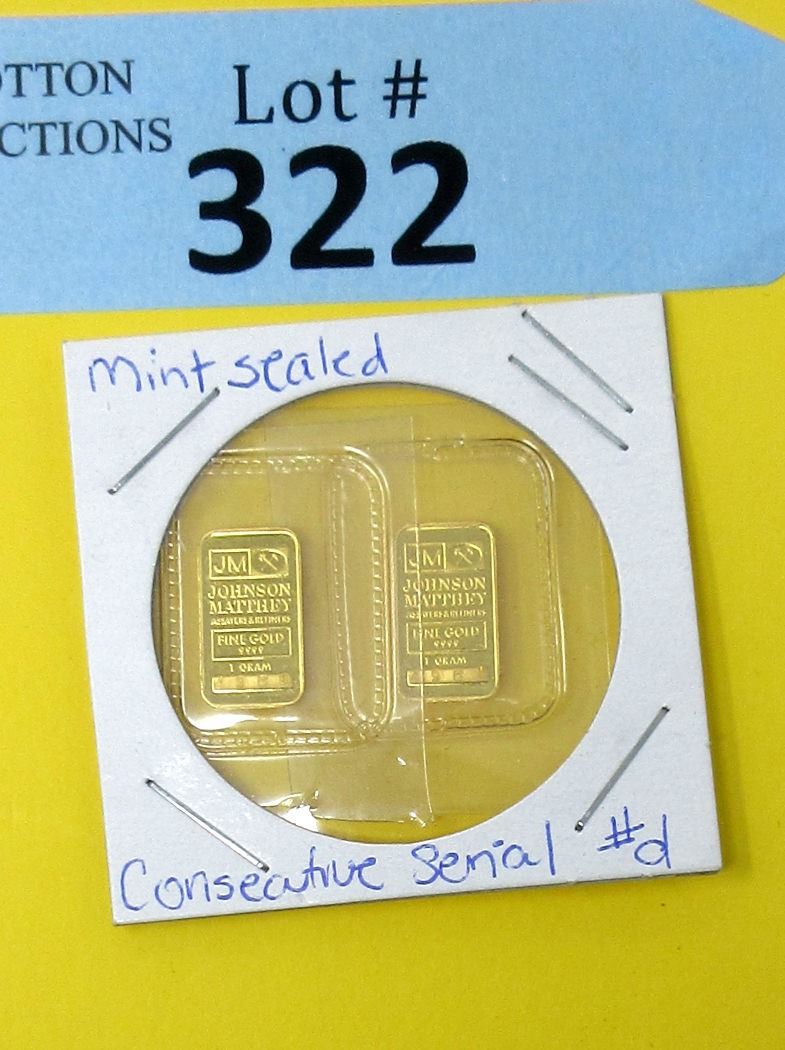 OTTON
CTIONS
Lot #
322
Mint sealed
JM
JOHNSON
MATTHEY
ASSAYERS & REFINERS
FINE GOLD
9999
1 GRAM
JM
JOHNSON
MATTHEY
ASSAYERS & REFINERS
FINE GOLD
9999
1 GRAM
Consecutive Serial #d